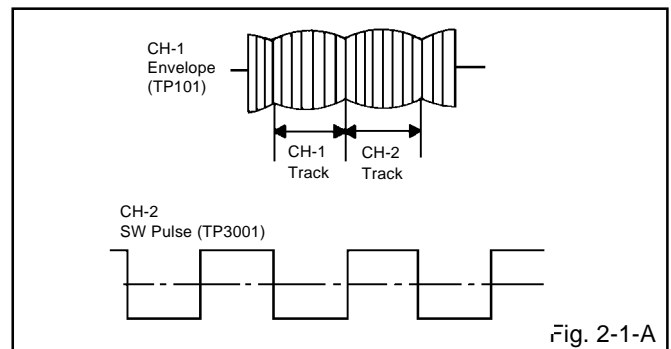 CH-1
Envelope
(TP101)
CH-1
Track
CH-2
Track
CH-2
SW Pulse (TP3001)
Fig. 2-1-A